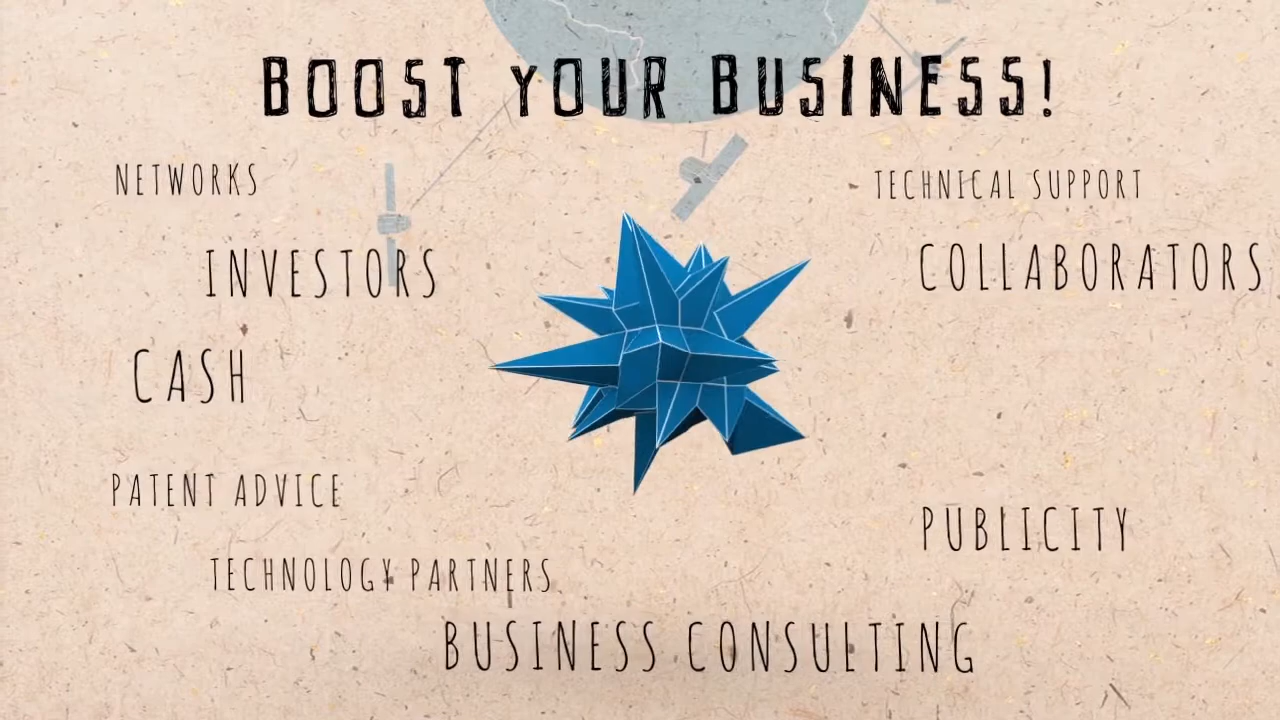 BOOST YOUR BUSINESS!
NETWORKS
TECHNICAL SUPPORT
INVESTORS
COLLABORATORS
CASH
PATENT ADVICE
PUBLICITY
TECHNOLOGY PARTNERS
BUSINESS CONSULTING